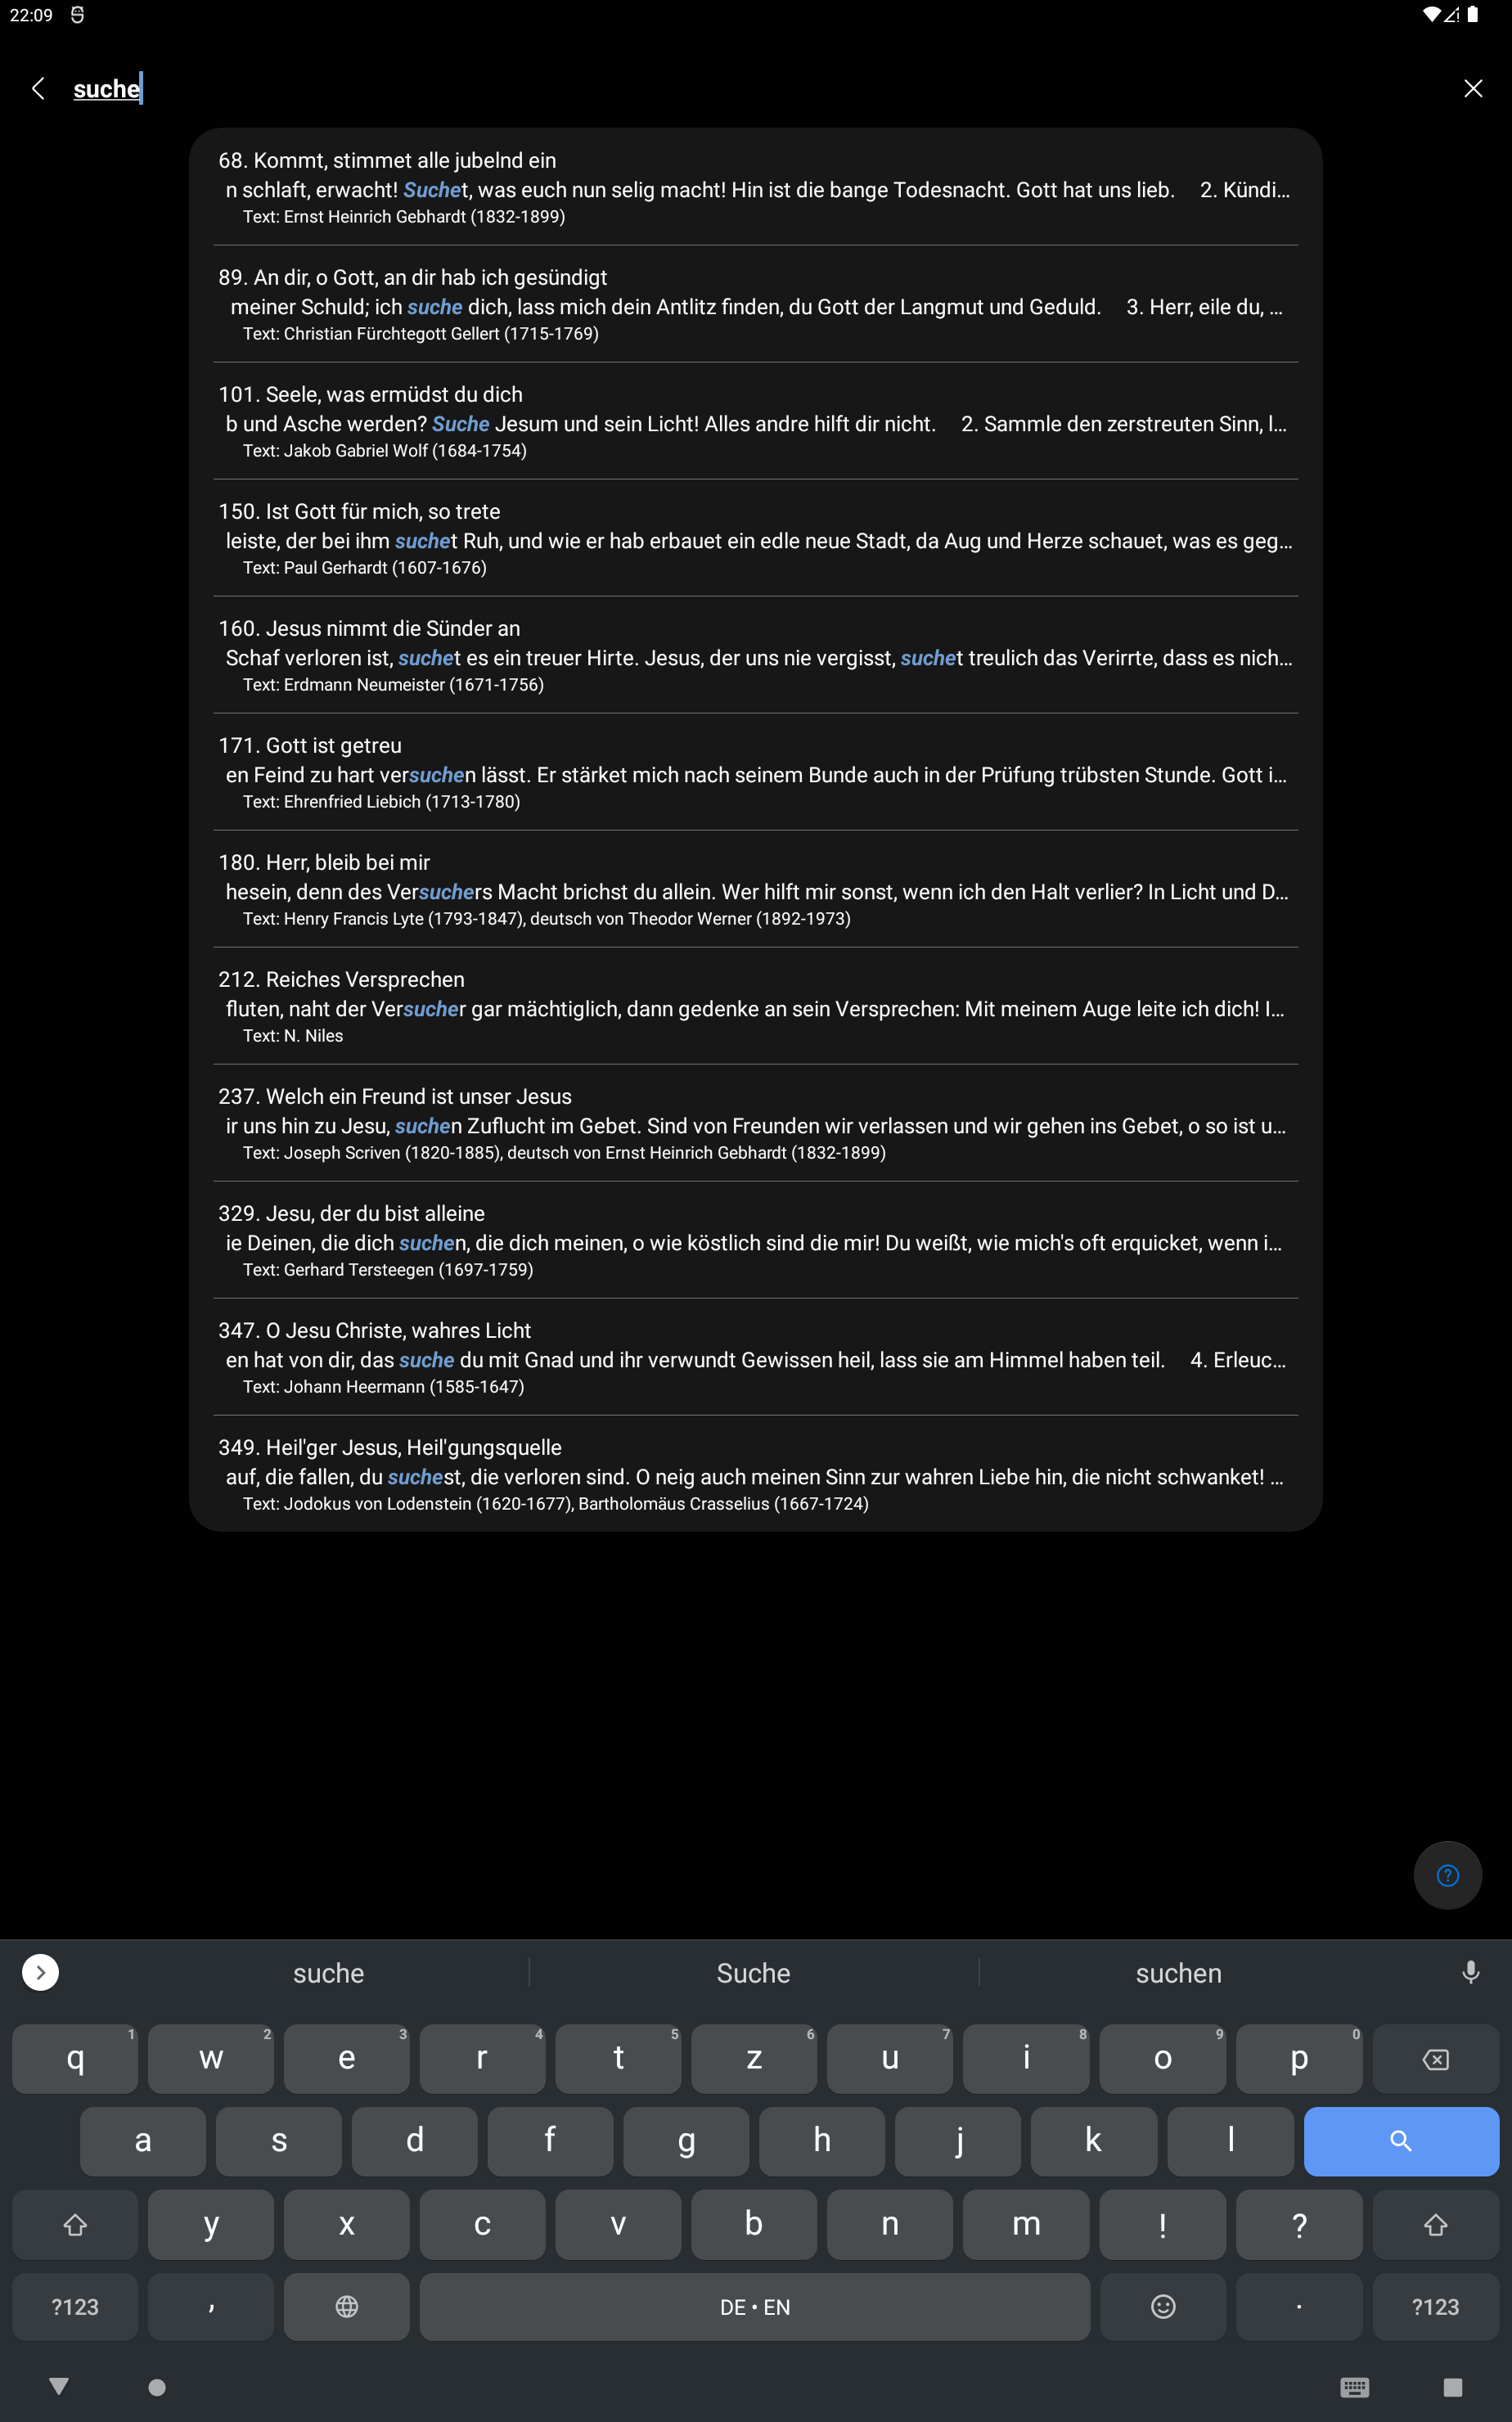 22:09
suche
68. Kommt, stimmet alle jubelnd ein
n schlaft, erwacht! Suchet, was euch nun selig macht! Hin ist die bange Todesnacht. Gott hat uns lieb. 2. Kündi...
Text: Ernst Heinrich Gebhardt (1832-1899)
89. An dir, o Gott, an dir hab ich gesündigt
meiner Schuld; ich suche dich, lass mich dein Antlitz finden, du Gott der Langmut und Geduld. 3. Herr, eile du, ...
Text: Christian Fürchtegott Gellert (1715-1769)
101. Seele, was ermüdst du dich
b und Asche werden? Suche Jesum und sein Licht! Alles andre hilft dir nicht. 2. Sammle den zerstreuten Sinn, l...
Text: Jakob Gabriel Wolf (1684-1754)
150. Ist Gott für mich, so trete
leiste, der bei ihm suchet Ruh, und wie er hab erbauet ein edle neue Stadt, da Aug und Herze schauet, was es geg...
Text: Paul Gerhardt (1607-1676)
160. Jesus nimmt die Sünder an
Schaf verloren ist, suchet es ein treuer Hirte. Jesus, der uns nie vergisst, suchet treulich das Verirrte, dass es nich...
Text: Erdmann Neumeister (1671-1756)
171. Gott ist getreu
en Feind zu hart versuchen lässt. Er stärket mich nach seinem Bunde auch in der Prüfung trübsten Stunde. Gott i...
Text: Ehrenfried Liebich (1713-1780)
180. Herr, bleib bei mir
hesein, denn des Versuchers Macht brichst du allein. Wer hilft mir sonst, wenn ich den Halt verlier? In Licht und D...
Text: Henry Francis Lyte (1793-1847), deutsch von Theodor Werner (1892-1973)
212. Reiches Versprechen
fluten, naht der Versucher gar mächtiglich, dann gedenke an sein Versprechen: Mit meinem Auge leite ich dich! I...
Text: N. Niles
237. Welch ein Freund ist unser Jesus
ir uns hin zu Jesu, suchen Zuflucht im Gebet. Sind von Freunden wir verlassen und wir gehen ins Gebet, o so ist u...
Text: Joseph Scriven (1820-1885), deutsch von Ernst Heinrich Gebhardt (1832-1899)
329. Jesu, der du bist alleine
ie Deinen, die dich suchen, die dich meinen, o wie köstlich sind die mir! Du weißt, wie mich's oft erquicket, wenn i...
Text: Gerhard Tersteegen (1697-1759)
347. O Jesu Christe, wahres Licht
en hat von dir, das suche du mit Gnad und ihr verwundt Gewissen heil, lass sie am Himmel haben teil. 4. Erleuc...
Text: Johann Heermann (1585-1647)
349. Heil'ger Jesus, Heil'gungsquelle
auf, die fallen, du suchest, die verloren sind. O neig auch meinen Sinn zur wahren Liebe hin, die nicht schwanket! ...
Text: Jodokus von Lodenstein (1620-1677), Bartholomäus Crasselius (1667-1724)
?
suche Suche suchen
q1 w2 e3 r4 t5 z6 u7 i8 o9 p0
a s d f g h j k l
y x c v b n m ! ?
?123 , DE • EN . ?123